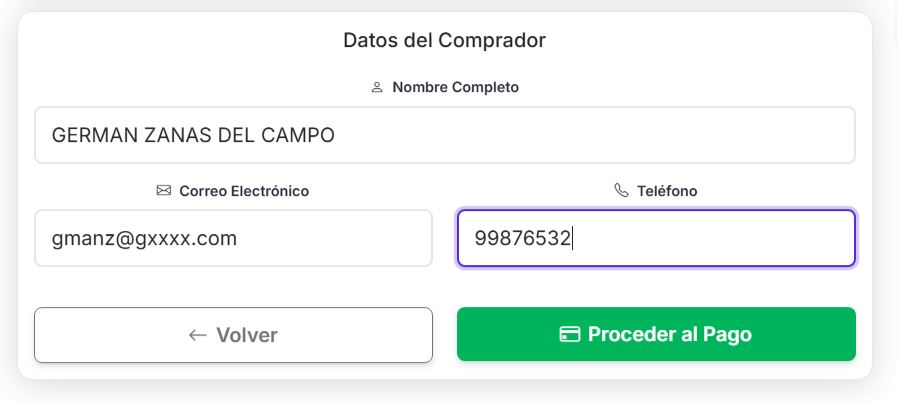 Datos del Comprador
Nombre Completo
GERMAN ZANAS DEL CAMPO
Correo Electrónico
Teléfono
gmanz@gxxxx.com
99876532
Volver
Proceder al Pago